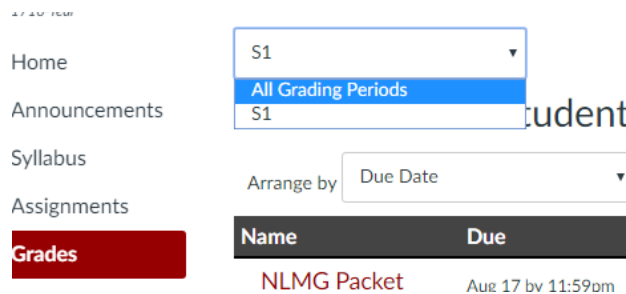 Home
Announcements
Syllabus
Assignments
Grades
S1
All Grading Periods
S1
tudent
Arrange by Due Date
Name Due
NLMG Packet Aug 17 by 11:59pm